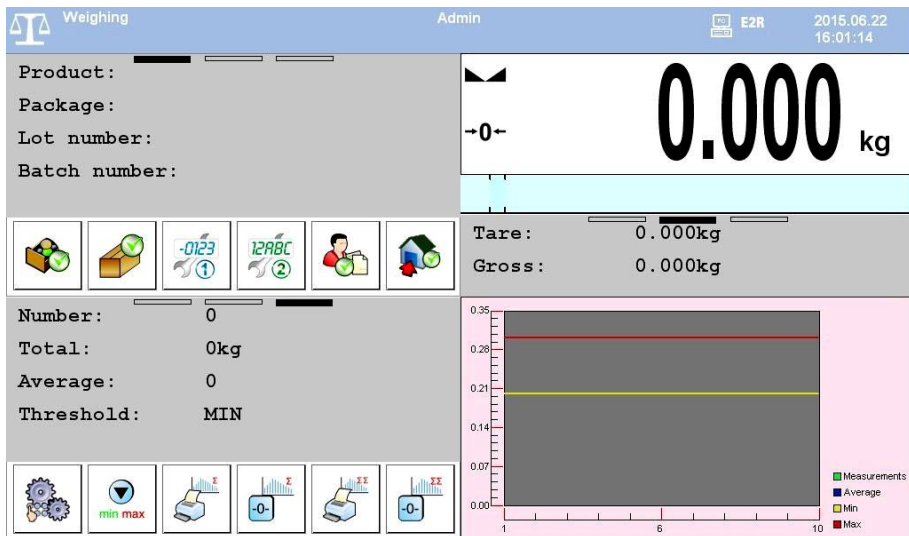 Weighing
Admin
E2R
2015.06.22
16:01:14
Product:
Package:
Lot number:
Batch number:
-0123
1
12ABC
2
→0←
0.000 kg
Tare: 0.000kg
Gross: 0.000kg
Number: 0
Total: 0kg
Average: 0
Threshold: MIN
min max
Σ
-0-
Σ
ΣΣ
-0-
ΣΣ
0.35
0.28
0.21
0.14
0.07
0.00
1 6 10
Measurements
Average
Min
Max